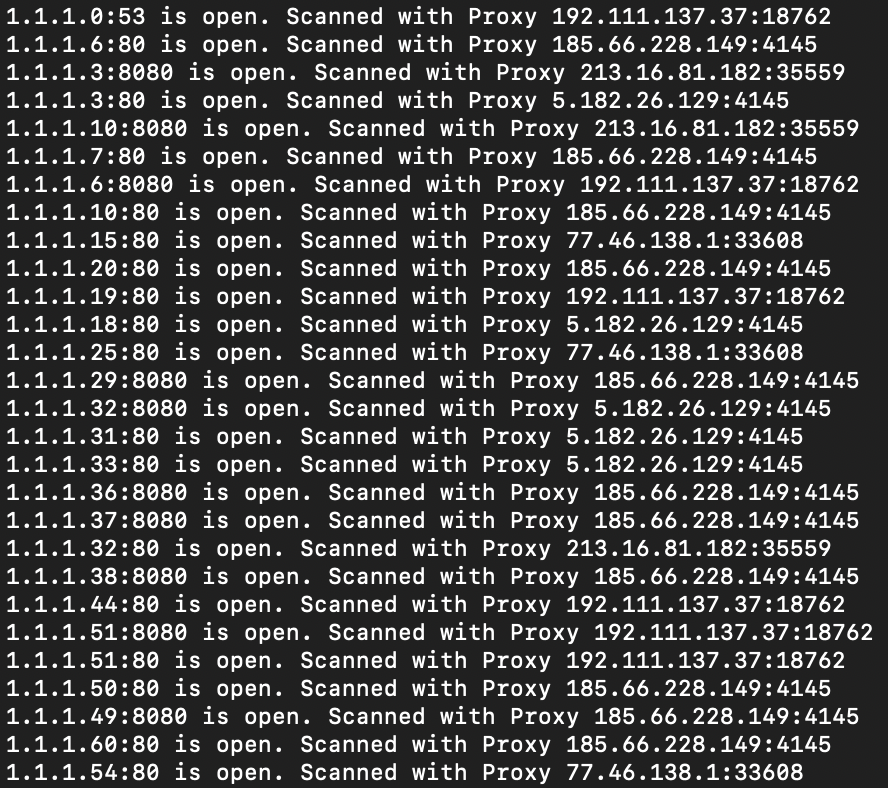 1.1.1.0:53 is open. Scanned with Proxy 192.111.137.37:18762
1.1.1.6:80 is open. Scanned with Proxy 185.66.228.149:4145
1.1.1.3:8080 is open. Scanned with Proxy 213.16.81.182:35559
1.1.1.3:80 is open. Scanned with Proxy 5.182.26.129:4145
1.1.1.10:8080 is open. Scanned with Proxy 213.16.81.182:35559
1.1.1.7:80 is open. Scanned with Proxy 185.66.228.149:4145
1.1.1.6:8080 is open. Scanned with Proxy 192.111.137.37:18762
1.1.1.10:80 is open. Scanned with Proxy 185.66.228.149:4145
1.1.1.15:80 is open. Scanned with Proxy 77.46.138.1:33608
1.1.1.20:80 is open. Scanned with Proxy 185.66.228.149:4145
1.1.1.19:80 is open. Scanned with Proxy 192.111.137.37:18762
1.1.1.18:80 is open. Scanned with Proxy 5.182.26.129:4145
1.1.1.25:80 is open. Scanned with Proxy 77.46.138.1:33608
1.1.1.29:8080 is open. Scanned with Proxy 185.66.228.149:4145
1.1.1.32:8080 is open. Scanned with Proxy 5.182.26.129:4145
1.1.1.31:80 is open. Scanned with Proxy 5.182.26.129:4145
1.1.1.33:80 is open. Scanned with Proxy 5.182.26.129:4145
1.1.1.36:8080 is open. Scanned with Proxy 185.66.228.149:4145
1.1.1.37:8080 is open. Scanned with Proxy 185.66.228.149:4145
1.1.1.32:80 is open. Scanned with Proxy 213.16.81.182:35559
1.1.1.38:8080 is open. Scanned with Proxy 185.66.228.149:4145
1.1.1.44:80 is open. Scanned with Proxy 192.111.137.37:18762
1.1.1.51:8080 is open. Scanned with Proxy 192.111.137.37:18762
1.1.1.51:80 is open. Scanned with Proxy 192.111.137.37:18762
1.1.1.50:80 is open. Scanned with Proxy 185.66.228.149:4145
1.1.1.49:8080 is open. Scanned with Proxy 185.66.228.149:4145
1.1.1.60:80 is open. Scanned with Proxy 185.66.228.149:4145
1.1.1.54:80 is open. Scanned with Proxy 77.46.138.1:33608